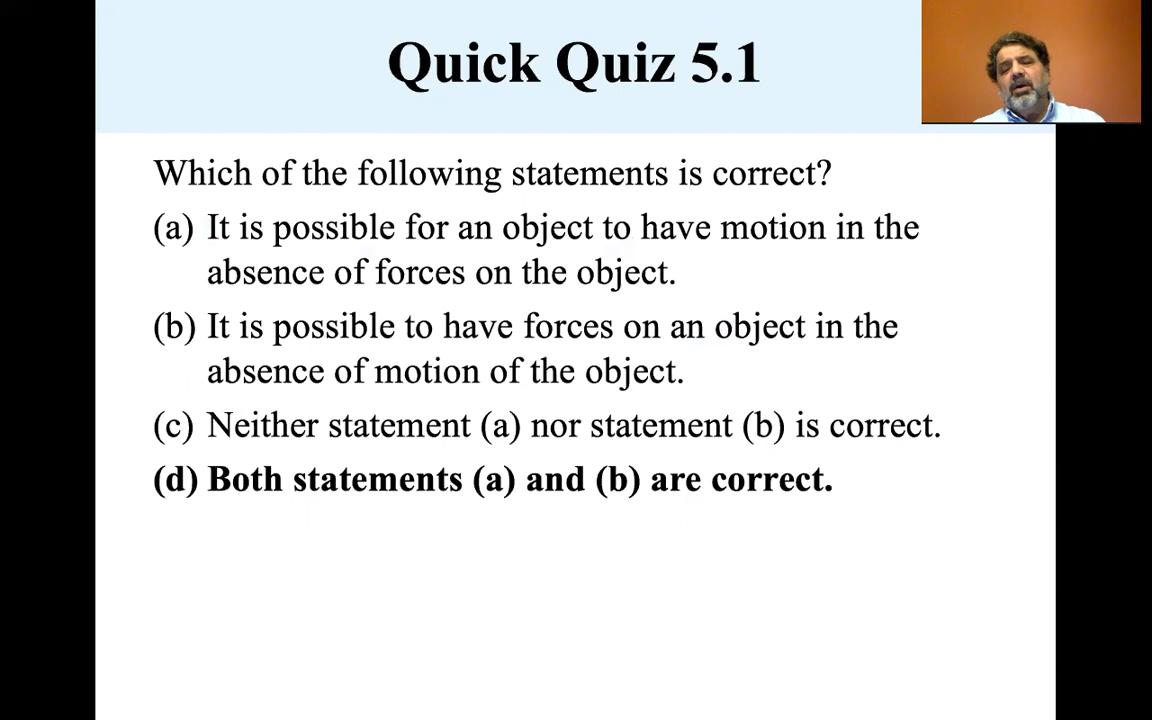 Quick Quiz 5.1
Which of the following statements is correct?
(a) It is possible for an object to have motion in the
absence of forces on the object.
(b) It is possible to have forces on an object in the
absence of motion of the object.
(c) Neither statement (a) nor statement (b) is correct.
(d) Both statements (a) and (b) are correct.